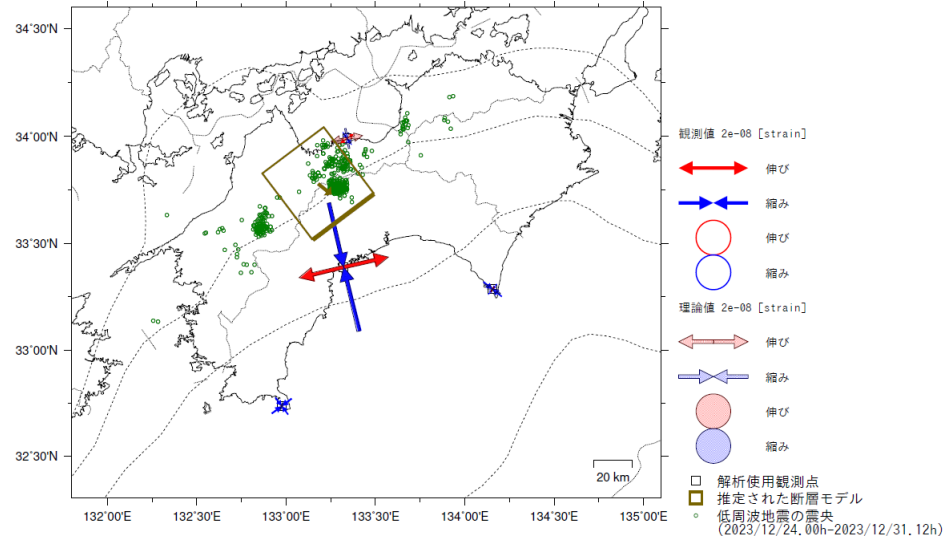 34°30'N
34°00'N
33°30'N
33°00'N
32°30'N
132°00'E
132°30'E
133°00'E
133°30'E
134°00'E
134°30'E
135°00'E
20 km
観測値 2e-08 [strain]
伸び
縮み
伸び
縮み
理論値 2e-08 [strain]
伸び
縮み
伸び
縮み
解析使用観測点
推定された断層モデル
低周波地震の震央
(2023/12/24.00h-2023/12/31.12h)